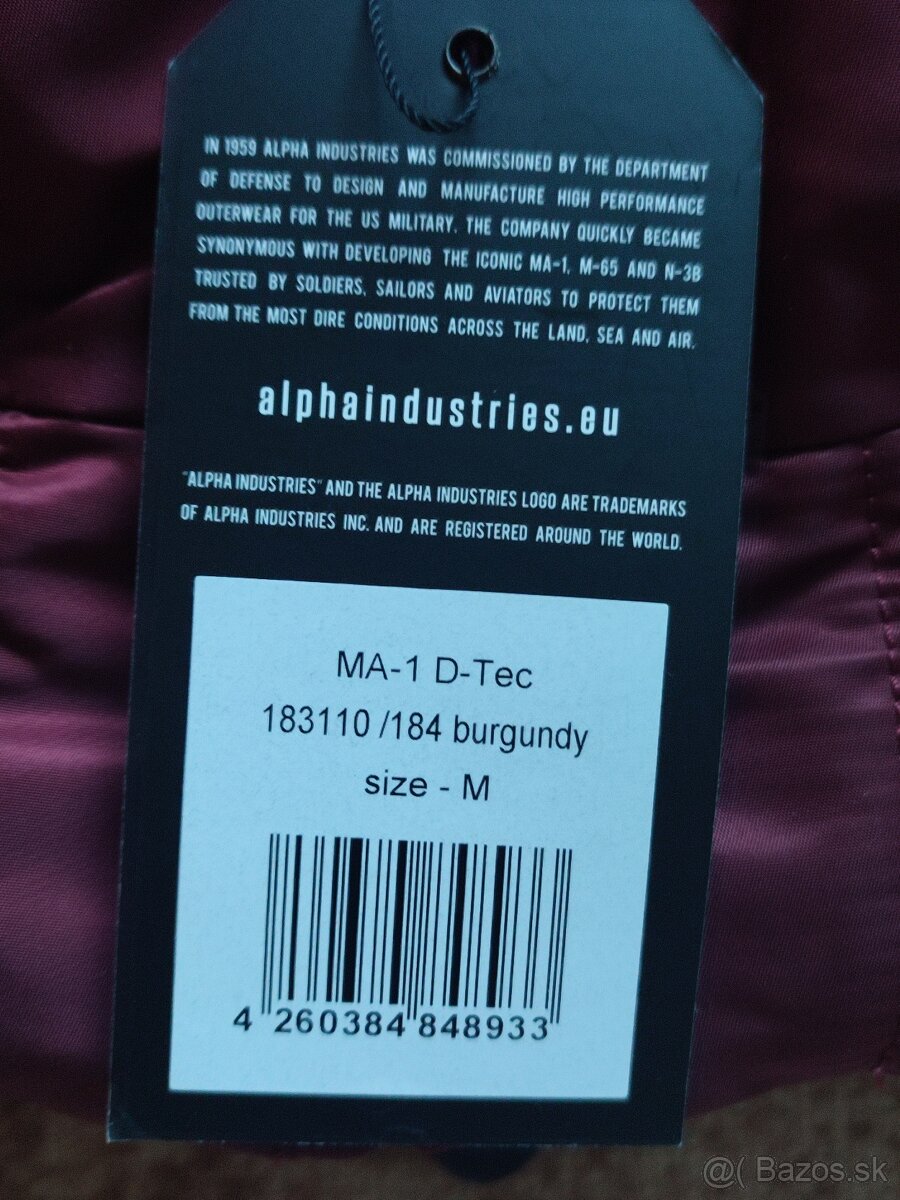 IN 1959 ALPHA INDUSTRIES WAS COMMISSIONED BY THE DEPARTMENT
OF DEFENSE TO DESIGN AND MANUFACTURE HIGH PERFORMANCE
OUTERWEAR FOR THE US MILITARY. THE COMPANY QUICKLY BECAME
SYNONYMOUS WITH DEVELOPING THE ICONIC MA-1, M-65 AND N-3B
TRUSTED BY SOLDIERS, SAILORS AND AVIATORS TO PROTECT THEM
FROM THE MOST DIRE CONDITIONS ACROSS THE LAND, SEA AND AIR.
alphaindustries.eu
"ALPHA INDUSTRIES" AND THE ALPHA INDUSTRIES LOGO ARE TRADEMARKS
OF ALPHA INDUSTRIES INC. AND ARE REGISTERED AROUND THE WORLD.
MA-1 D-Tec
183110 /184 burgundy
size - M
4 260384 848933
@( Bazos.sk